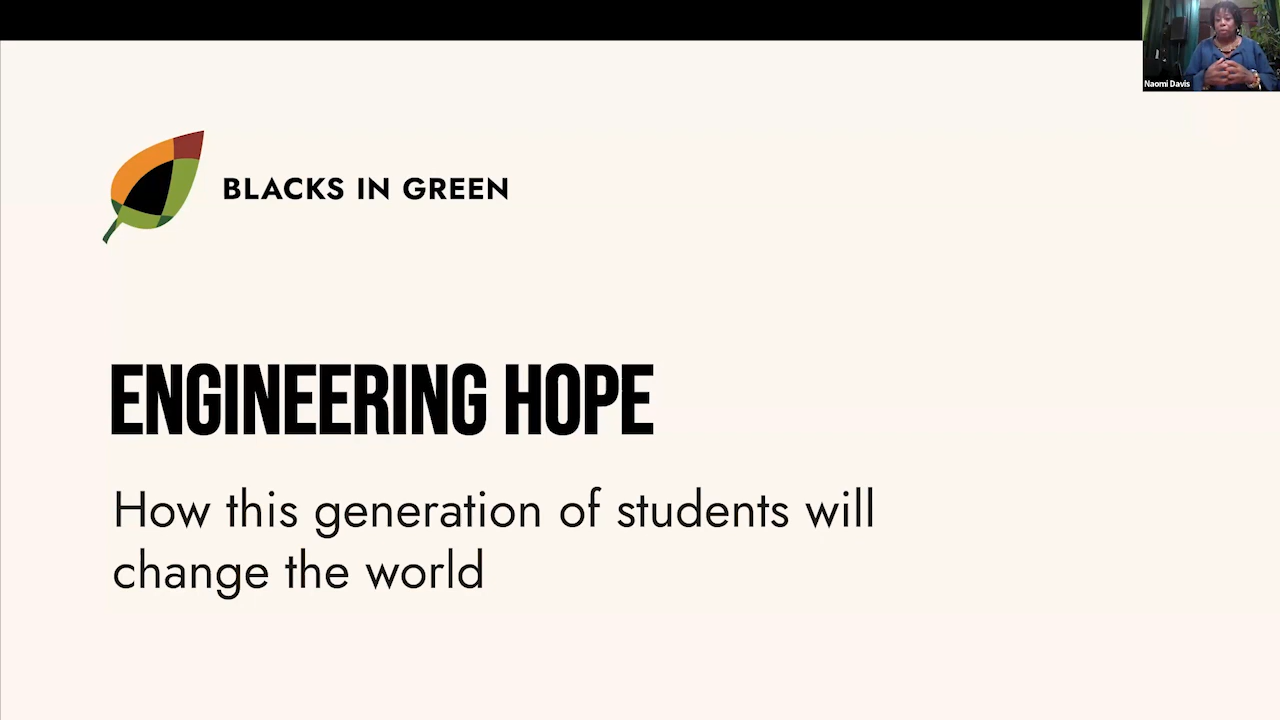 Naomi Davis
BLACKS IN GREEN
ENGINEERING HOPE
How this generation of students will
change the world